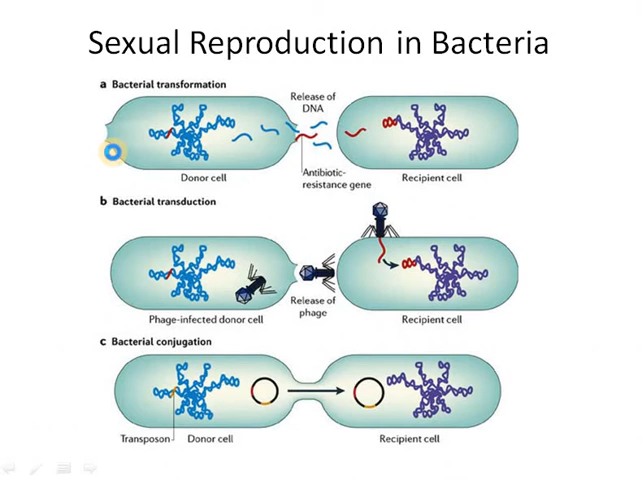 Sexual Reproduction in Bacteria
a Bacterial transformation
Release of
DNA
Donor cell
Antibiotic-
resistance gene
Recipient cell
b Bacterial transduction
Phage-infected donor cell
Release of
phage
Recipient cell
c Bacterial conjugation
Transposon
Donor cell
Recipient cell